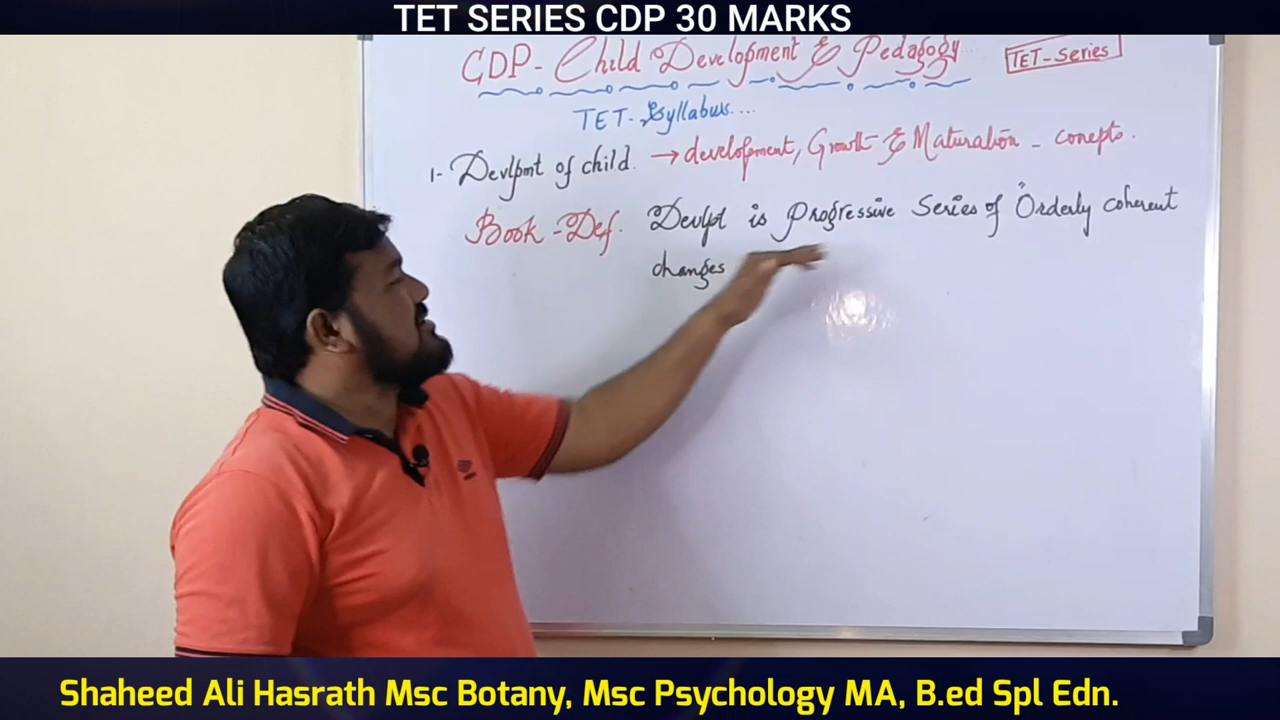 TET SERIES CDP 30 MARKS
CDP - Child Development & Pedagogy...
TET-Series
TET-Syllabus....
1- Devlpmt of child. → development, Growth & Maturation - conepts.
Book - Def. Devlpt is Progressive Series of "Orderly coherent
changes
Shaheed Ali Hasrath Msc Botany, Msc Psychology MA, B.ed Spl Edn.